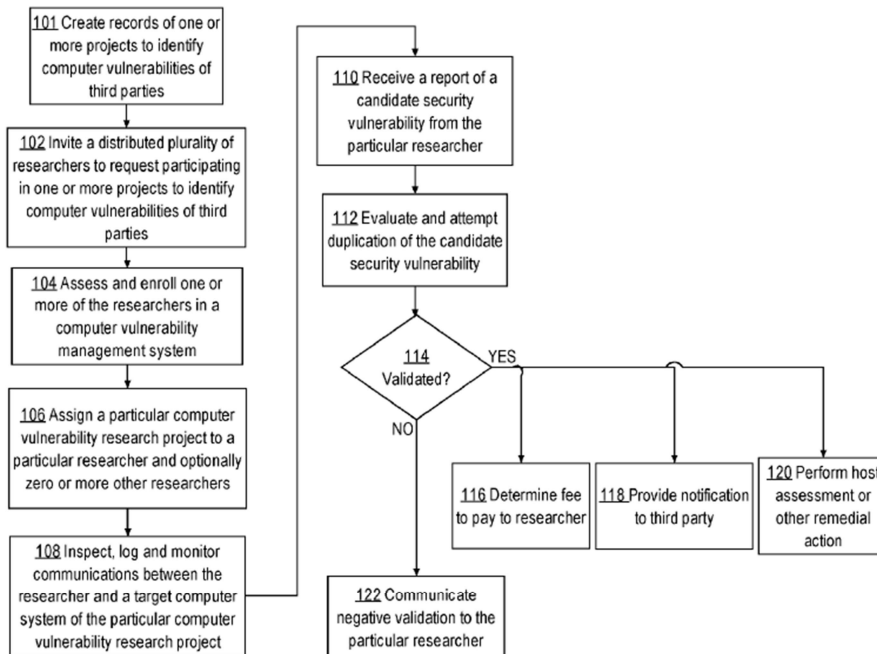 101 Create records of one or
more projects to identify
computer vulnerabilities of
third parties
102 Invite a distributed plurality of
researchers to request participating
in one or more projects to identify
computer vulnerabilities of third
parties
104 Assess and enroll one or
more of the researchers in a
computer vulnerability
management system
106 Assign a particular computer
vulnerability research project to a
particular researcher and optionally
zero or more other researchers
108 Inspect, log and monitor
communications between the
researcher and a target computer
system of the particular computer
vulnerability research project
110 Receive a report of a
candidate security
vulnerability from the
particular researcher
112 Evaluate and attempt
duplication of the candidate
security vulnerability
114
Validated?
YES
NO
116 Determine fee
to pay to researcher
118 Provide notification
to third party
120 Perform host
assessment or
other remedial
action
122 Communicate
negative validation to the
particular researcher